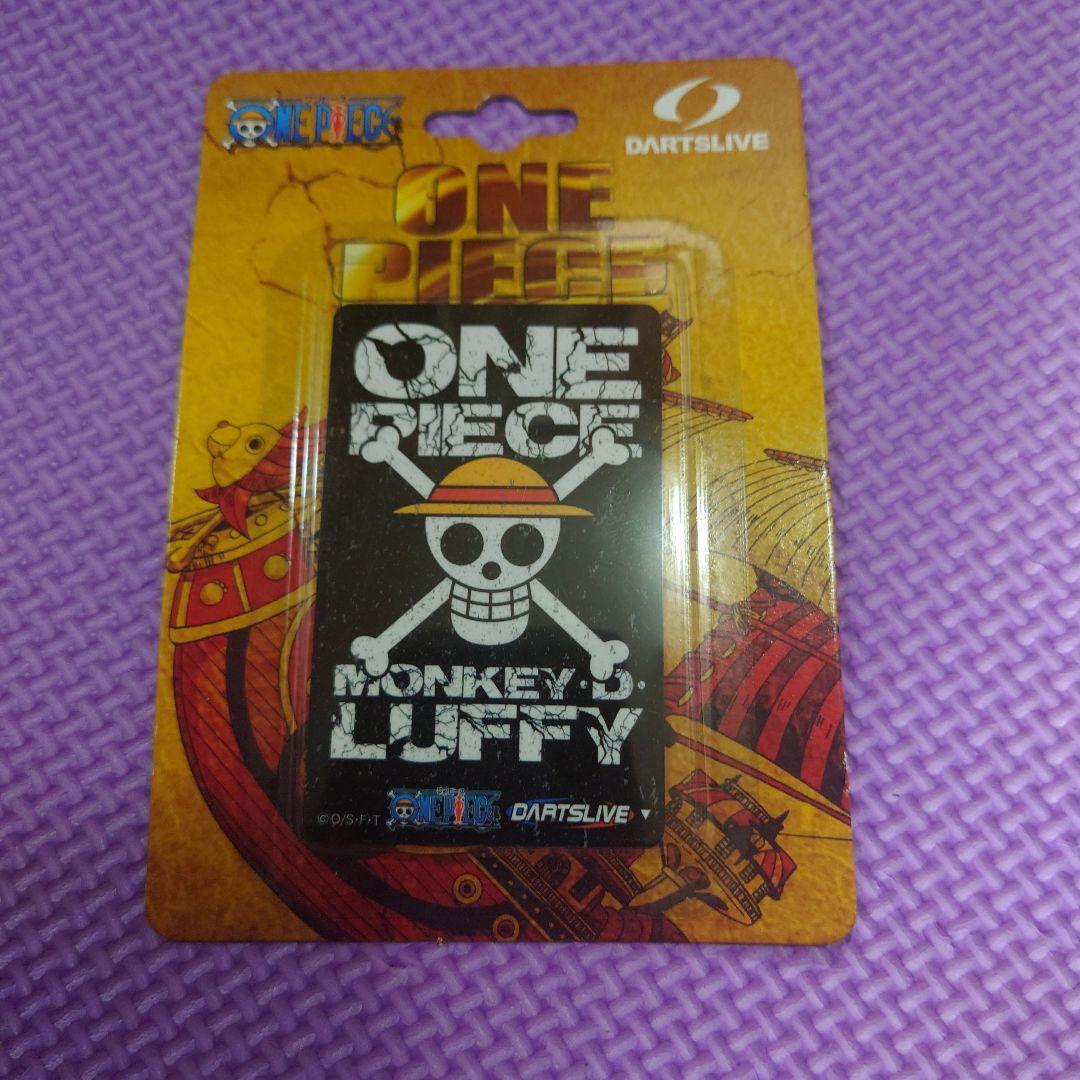 ONE PIECE
DARTSLIVE
ONE
PIECE
ONE
PIECE
MONKEY·D·
LUFFY
©O/S·F·T
ONE PIECE
DARTSLIVE